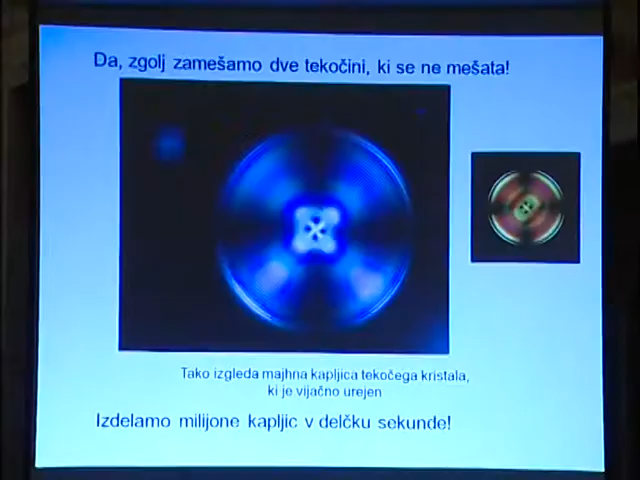 Da, zgolj zamešamo dve tekočini, ki se ne mešata!
Tako izgleda majhna kapljica tekočega kristala,
ki je vijačno urejen
Izdelamo milijone kapljic v delčku sekunde!